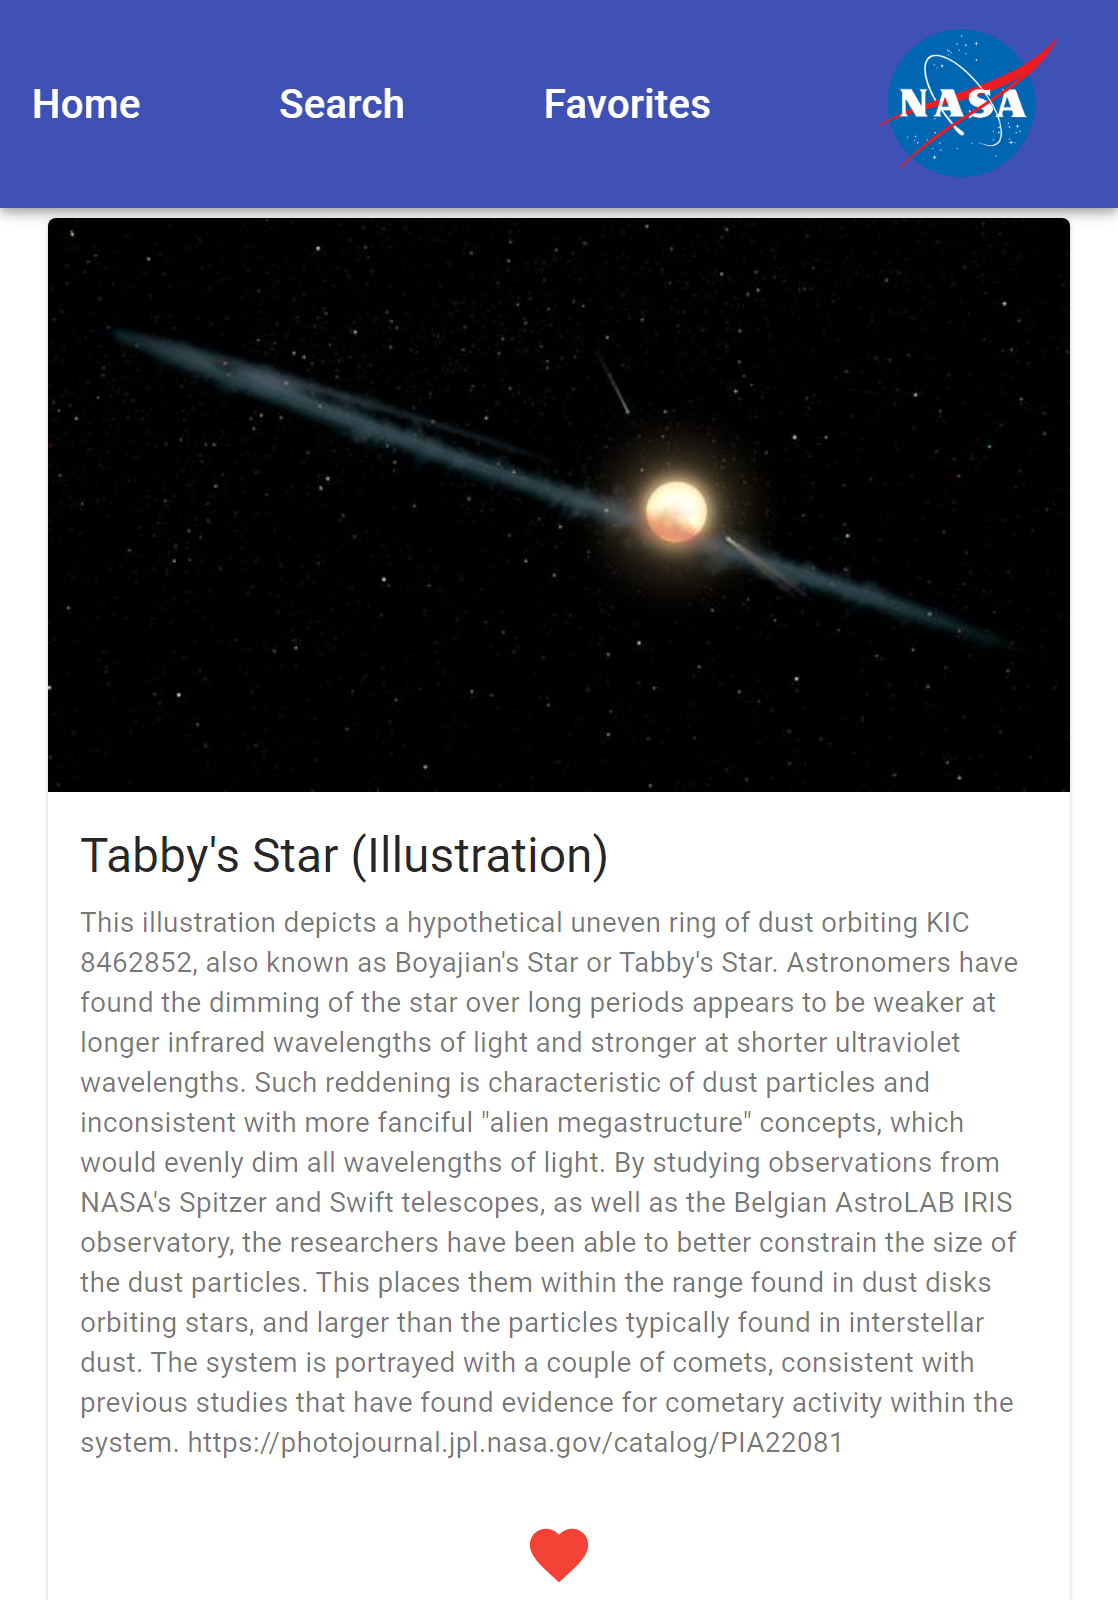 Home Search Favorites NASA
Tabby's Star (Illustration)
This illustration depicts a hypothetical uneven ring of dust orbiting KIC
8462852, also known as Boyajian's Star or Tabby's Star. Astronomers have
found the dimming of the star over long periods appears to be weaker at
longer infrared wavelengths of light and stronger at shorter ultraviolet
wavelengths. Such reddening is characteristic of dust particles and
inconsistent with more fanciful "alien megastructure" concepts, which
would evenly dim all wavelengths of light. By studying observations from
NASA's Spitzer and Swift telescopes, as well as the Belgian AstroLAB IRIS
observatory, the researchers have been able to better constrain the size of
the dust particles. This places them within the range found in dust disks
orbiting stars, and larger than the particles typically found in interstellar
dust. The system is portrayed with a couple of comets, consistent with
previous studies that have found evidence for cometary activity within the
system. https://photojournal.jpl.nasa.gov/catalog/PIA22081